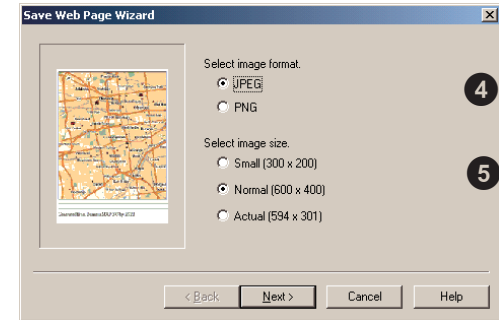 Save Web Page Wizard
Select image format.
JPEG
PNG
4
Select image size.
Small (300 x 200)
Normal (600 x 400)
Actual (594 x 301)
5
< Back
Next >
Cancel
Help